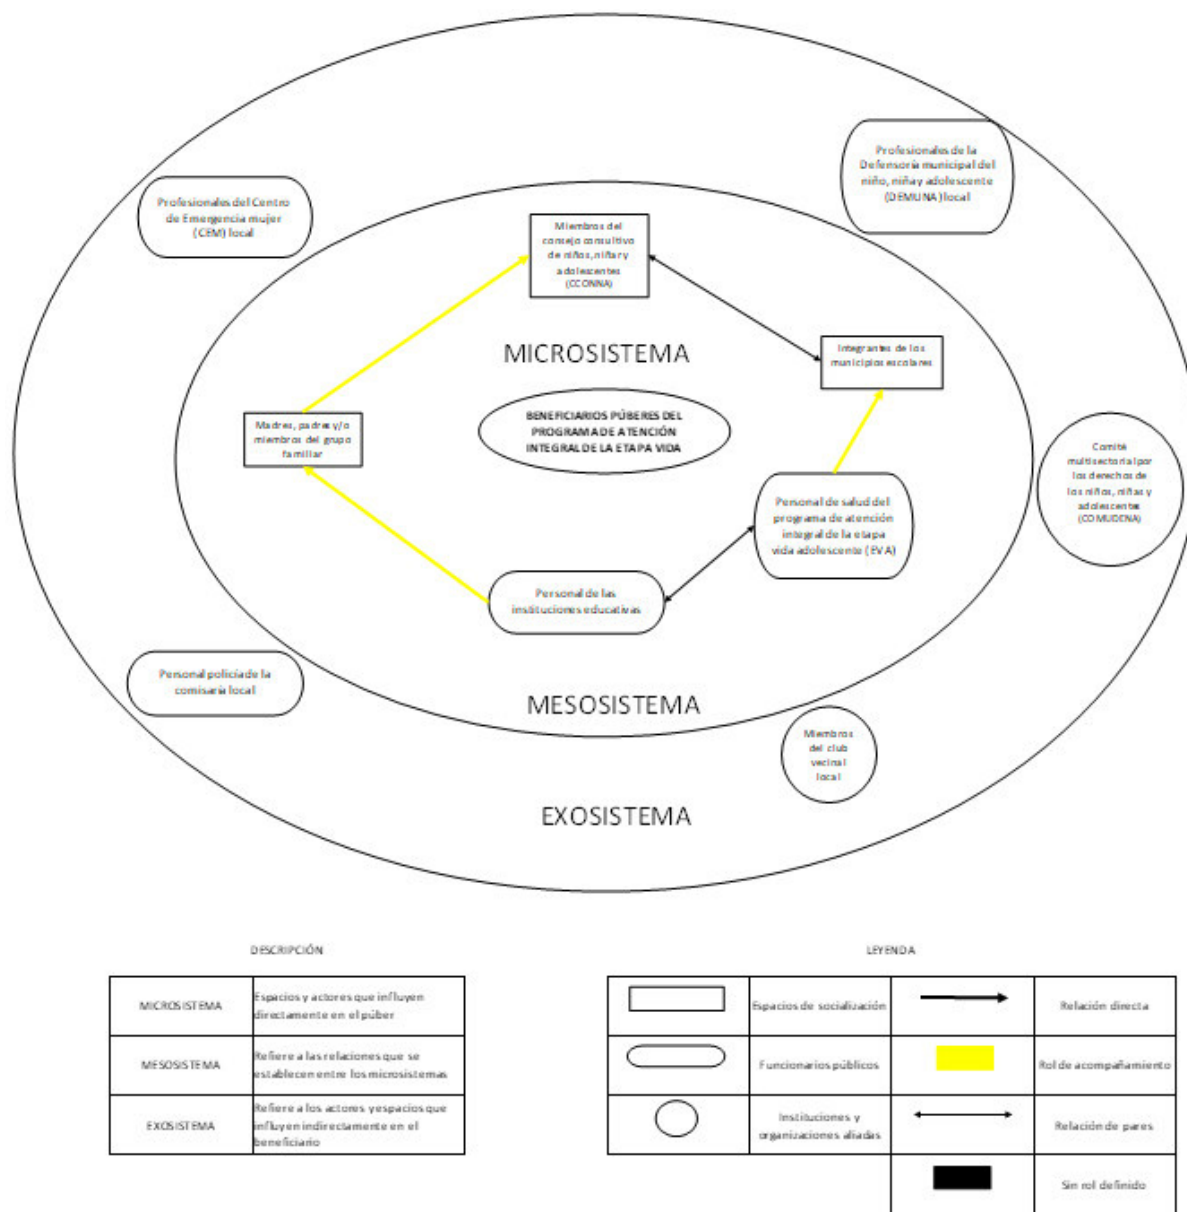 Profesionales de la
Defensoría municipal del
niño, niña y adolescente
(DEMUNA) local
Profesionales del Centro
de Emergencia mujer
(CEM) local
Miembros del
consejo consultivo
de niños, niñar y
adolescentes
(CCONNA)
MICROSISTEMA
Integrantes de los
municipios escolares
BENEFICIARIOS PÚBERES DEL
PROGRAMA DE ATENCIÓN
INTEGRAL DE LA ETAPA VIDA
Madres, padres y/o
miembros del grupo
familiar
Comité
multisectorial por
los derechos de
los niños, niñas y
adolescentes
(COMUDENA)
Personal de salud del
programa de atención
integral de la etapa
vida adolescente (EVA)
Personal de las
instituciones educativas
Personal policía de la
comisaría local
MESOSISTEMA
Miembros
del club
vecinal
local
EXOSISTEMA
DESCRIPCIÓN
MICROSISTEMA
Espacios y actores que influyen
directamente en el púber
MESOSISTEMA
Refiere a las relaciones que se
establecen entre los microsistemas
EXOSISTEMA
Refiere a los actores y espacios que
influyen indirectamente en el
beneficiario
LEYENDA
Espacios de socialización
Relación directa
Funcionarios públicos
Rol de acompañamiento
Instituciones y
organizaciones aliadas
Relación de pares
Sin rol definido